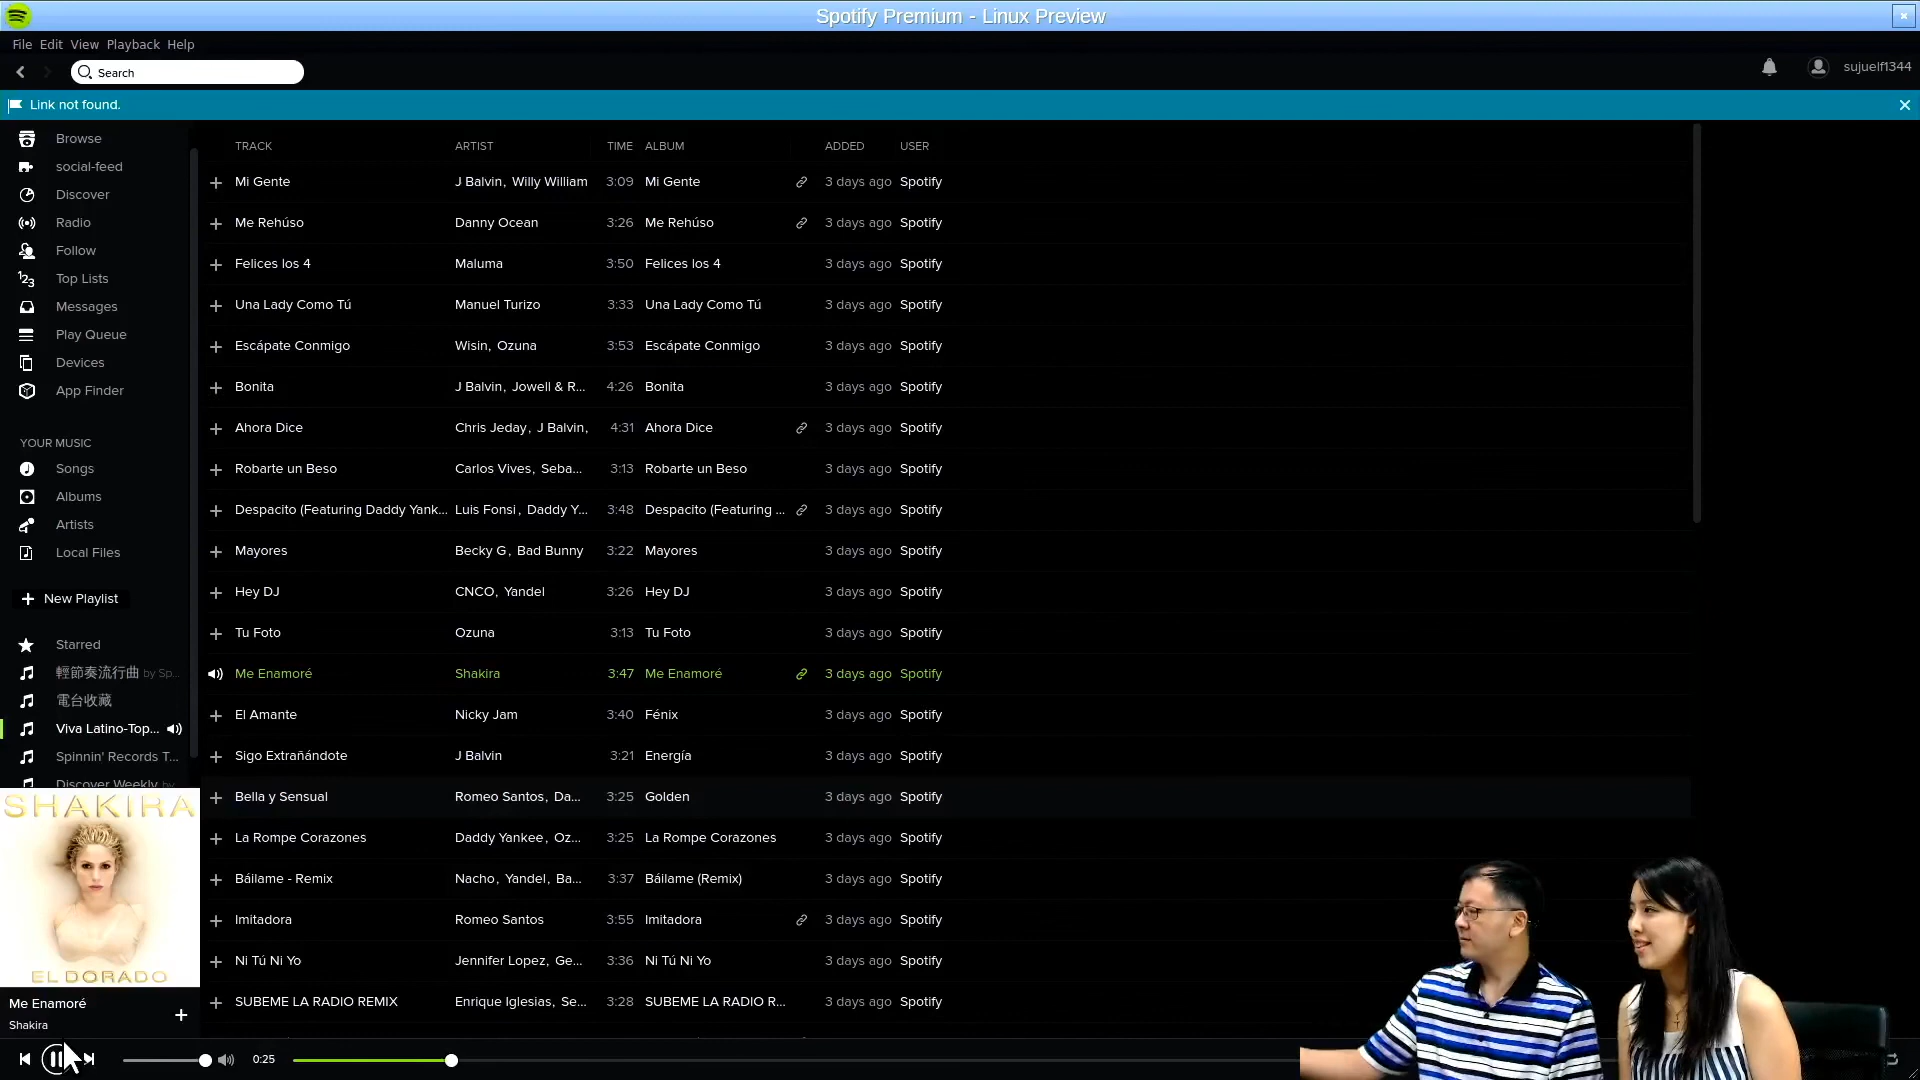 Spotify Premium - Linux Preview
File Edit View Playback Help
Search
sujuelf1344
Link not found.
Browse
social-feed
Discover
Radio
Follow
Top Lists
Messages
Play Queue
Devices
App Finder
YOUR MUSIC
Songs
Albums
Artists
Local Files
New Playlist
Starred
輕節奏流行曲 by Sp...
電台收藏
Viva Latino-Top...
Spinnin' Records T...
Discover Weekly by
TRACK ARTIST TIME ALBUM ADDED USER
Mi Gente J Balvin, Willy William 3:09 Mi Gente 3 days ago Spotify
Me Rehúso Danny Ocean 3:26 Me Rehúso 3 days ago Spotify
Felices los 4 Maluma 3:50 Felices los 4 3 days ago Spotify
Una Lady Como Tú Manuel Turizo 3:33 Una Lady Como Tú 3 days ago Spotify
Escápate Conmigo Wisin, Ozuna 3:53 Escápate Conmigo 3 days ago Spotify
Bonita J Balvin, Jowell & R... 4:26 Bonita 3 days ago Spotify
Ahora Dice Chris Jeday, J Balvin, 4:31 Ahora Dice 3 days ago Spotify
Robarte un Beso Carlos Vives, Seba... 3:13 Robarte un Beso 3 days ago Spotify
Despacito (Featuring Daddy Yank... Luis Fonsi, Daddy Y... 3:48 Despacito (Featuring ... 3 days ago Spotify
Mayores Becky G, Bad Bunny 3:22 Mayores 3 days ago Spotify
Hey DJ CNCO, Yandel 3:26 Hey DJ 3 days ago Spotify
Tu Foto Ozuna 3:13 Tu Foto 3 days ago Spotify
Me Enamoré Shakira 3:47 Me Enamoré 3 days ago Spotify
El Amante Nicky Jam 3:40 Fénix 3 days ago Spotify
Sigo Extrañándote J Balvin 3:21 Energía 3 days ago Spotify
Bella y Sensual Romeo Santos, Da... 3:25 Golden 3 days ago Spotify
La Rompe Corazones Daddy Yankee, Oz... 3:25 La Rompe Corazones 3 days ago Spotify
Báilame - Remix Nacho, Yandel, Ba... 3:37 Báilame (Remix) 3 days ago Spotify
Imitadora Romeo Santos 3:55 Imitadora 3 days ago Spotify
Ni Tú Ni Yo Jennifer Lopez, Ge... 3:36 Ni Tú Ni Yo 3 days ago Spotify
SUBEME LA RADIO REMIX Enrique Iglesias, Se... 3:28 SUBEME LA RADIO R... 3 days ago Spotify
SHAKIRA
EL DORADO
Me Enamoré
Shakira
0:25